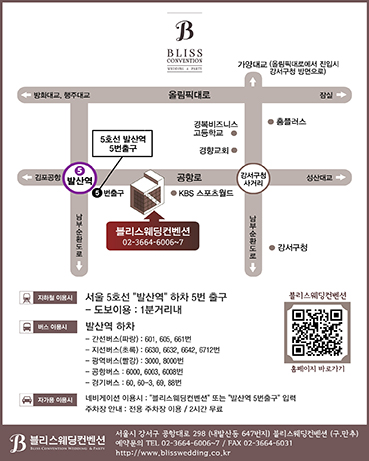 B
BLISS
CONVENTION
WEDDING & PARTY
가양대교 (올림픽대로에서 진입시
강서구청 방면으로)
방화대교, 행주대교
올림픽대로
잠실
경복비즈니스
고등학교
홈플러스
경향교회
5호선 발산역
5번출구
5
발산역
김포공항
5 번출구
공항로
KBS 스포츠월드
강서구청
사거리
성산대교
블리스웨딩컨벤션
02-3664-6006~7
남부순환도로
남부순환도로
강서구청
지하철 이용시
서울 5호선 "발산역" 하차 5번 출구
- 도보이용 : 1분거리내
버스 이용시
발산역 하차
- 간선버스(파랑) : 601, 605, 661번
- 지선버스(초록) : 6630, 6632, 6642, 6712번
- 광역버스(빨강) : 3000, 8000번
- 공항버스 : 6000, 6003, 6008번
- 경기버스 : 60, 60-3, 69, 88번
블리스웨딩컨벤션
홈페이지 바로가기
자가용 이용시
네비게이션 이용시 : "블리스웨딩컨벤션" 또는 "발산역 5번출구" 입력
주차장 안내 : 전용 주차장 이용 / 2시간 무료
B 블리스웨딩컨벤션
BLISS CONVENTION WEDDING & PARTY
서울시 강서구 공항대로 298 (내발산동 647번지) 블리스웨딩컨벤션 (구.만추)
예약문의 TEL 02-3664-6006~7 / FAX 02-3664-6031
http://www.blisswedding.co.kr